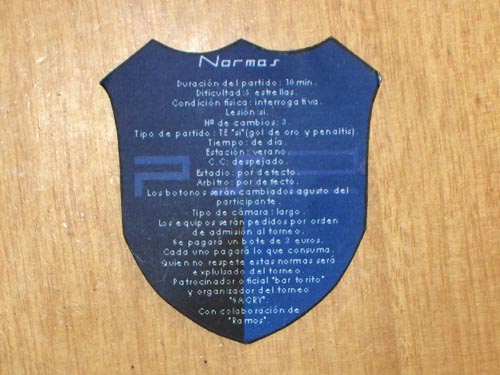 Normas
Duración del partido: 10 min.
Dificultad:5 estrellas.
Condición física: interrogativa.
Lesión:si.
Nº de cambios: 3.
Tipo de partido: TE "si"(gol de oro y penaltis).
Tiempo: de día.
Estación: verano.
C.C: despejado.
Estadio: por defecto.
Arbitro: por defecto.
Los botonos serán cambiados agusto del
participante.
Tipo de cámara: largo.
Los equipos serán pedidos por orden
de admisión al torneo.
Se pagará un bote de 2 euros.
Cada uno pagará lo que consuma.
Quien no respete estas normas será
explulsado del torneo.
Patrocinador oficial "bar torito"
y organizador del torneo
Con colaboración de
"Ramos".